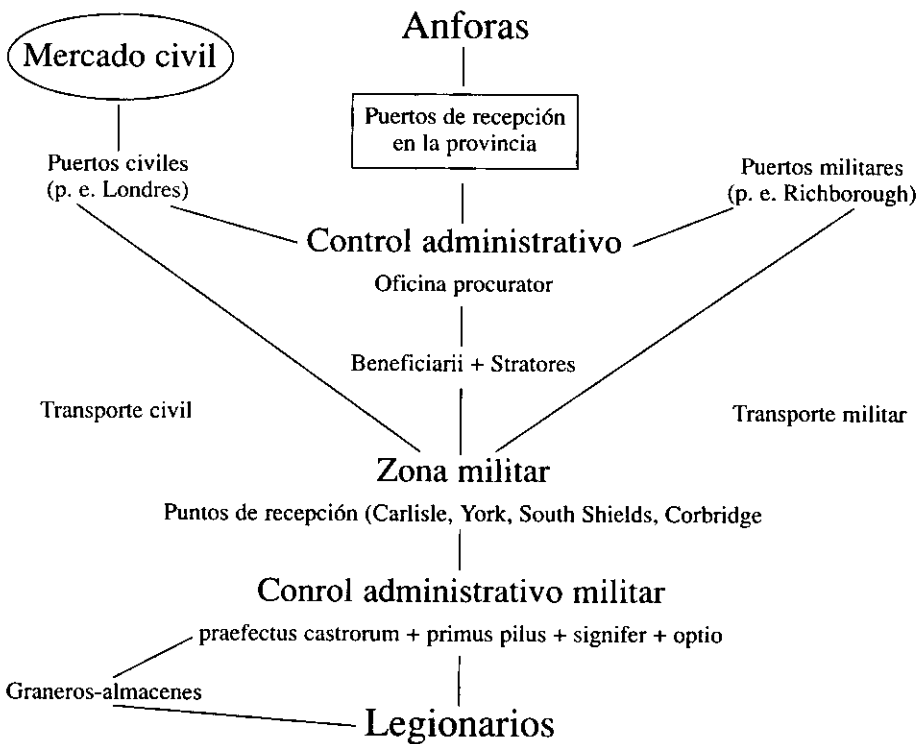 Anforas
Mercado civil
Puertos de recepción
en la provincia
Puertos civiles
(p. e. Londres)
Puertos militares
(p. e. Richborough)
Control administrativo
Oficina procurator
Beneficiarii + Stratores
Transporte civil
Transporte militar
Zona militar
Puntos de recepción (Carlisle, York, South Shields, Corbridge
Conrol administrativo militar
praefectus castrorum + primus pilus + signifer + optio
Graneros-almacenes
Legionarios